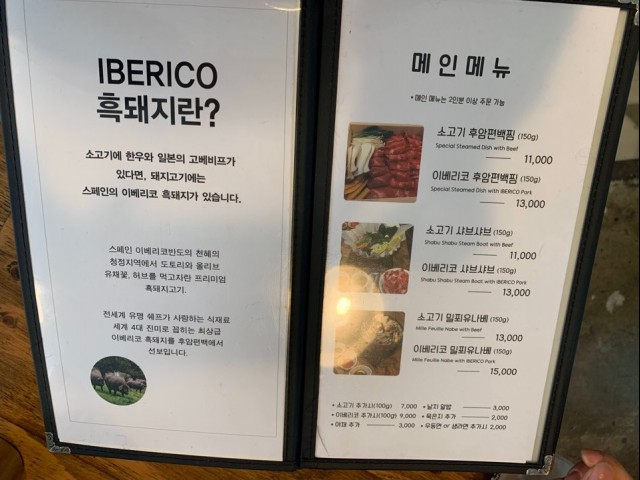 IBERICO
흑돼지란?
소고기에 한우와 일본의 고베비프가
있다면, 돼지고기에는
스페인의 이베리코 흑돼지가 있습니다.
스페인 이베리코반도의 천혜의
청정지역에서 도토리와 올리브
유채꽃, 허브를 먹고자란 프리미엄
흑돼지고기.
전세계 유명 쉐프가 사랑하는 식재료
세계 4대 진미로 꼽히는 최상급
이베리코 흑돼지를 후암편백에서
선보입니다.
메인메뉴
• 메인 메뉴는 2인분 이상 주문 가능
소고기 후암편백찜 (150g)
Special Steamed Dish with Beef
11,000
이베리코 후암편백찜 (150g)
Special Steamed Dish with IBERICO Pork
13,000
소고기 샤브샤브 (150g)
Shabu Shabu Steam Boat with Beef
11,000
이베리코 샤브샤브 (150g)
Shabu Shabu Steam Boat with IBERICO Pork
13,000
소고기 밀푀유나베 (150g)
Mille Feuille Nabe with Beef
13,000
이베리코 밀푀유나베 (150g)
Mille Feuille Nabe with IBERICO Pork
15,000
• 소고기 추가시(100g) 7,000
• 이베리코 추가시(100g) 9,000
• 야채 추가 3,000
• 날치 알밥 3,000
• 묵은지 추가 2,000
• 우동면 or 생라면 추가시 2,000